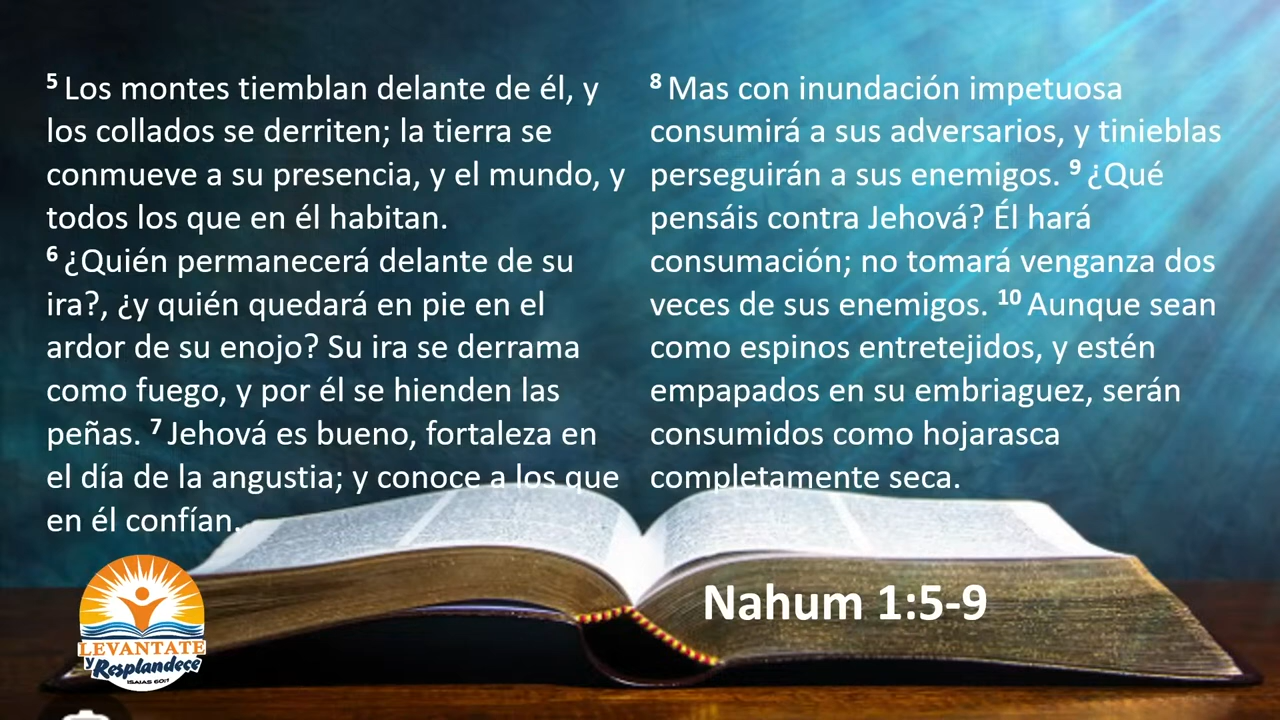 5 Los montes tiemblan delante de él, y
los collados se derriten; la tierra se
conmueve a su presencia, y el mundo, y
todos los que en él habitan.
6 ¿Quién permanecerá delante de su
ira?, ¿y quién quedará en pie en el
ardor de su enojo? Su ira se derrama
como fuego, y por él se hienden las
peñas. 7 Jehová es bueno, fortaleza en
el día de la angustia; y conoce a los que
en él confían.
8 Mas con inundación impetuosa
consumirá a sus adversarios, y tinieblas
perseguirán a sus enemigos. 9 ¿Qué
pensáis contra Jehová? Él hará
consumación; no tomará venganza dos
veces de sus enemigos. 10 Aunque sean
como espinos entretejidos, y estén
empapados en su embriaguez, serán
consumidos como hojarasca
completamente seca.
Nahum 1:5-9
LEVANTATE
y Resplandece
ISAIAS 60:1